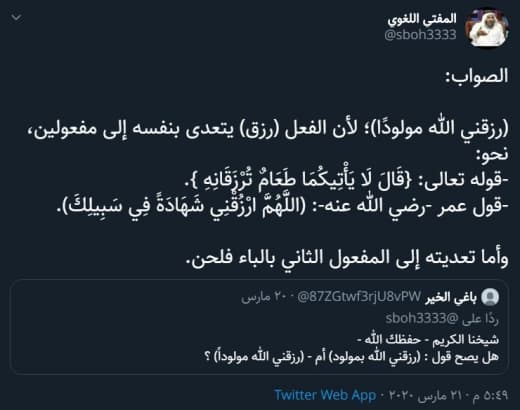 المفتي اللغوي
@sboh3333
الصواب:
(رزقني الله مولودًا)؛ لأن الفعل (رزق) يتعدى بنفسه إلى مفعولين،
نحو:
-قوله تعالى: {قَالَ لَا يَأْتِيكُمَا طَعَامٌ تُرْزَقَانِهِ }.
-قول عمر -رضي الله عنه-: (اللَّهُمَّ ارْزُقْنِي شَهَادَةً فِي سَبِيلِكَ).
وأما تعديته إلى المفعول الثاني بالباء فلحن.
باغي الخير @87ZGtwf3rjU8vPW · ٢٠ مارس
ردًا على @sboh3333
شيخنا الكريم - حفظك الله -
هل يصح قول : (رزقني الله بمولود) أم - (رزقني الله مولوداً) ؟
٥:٤٩ م · ٢١ مارس ٢٠٢٠ · Twitter Web App